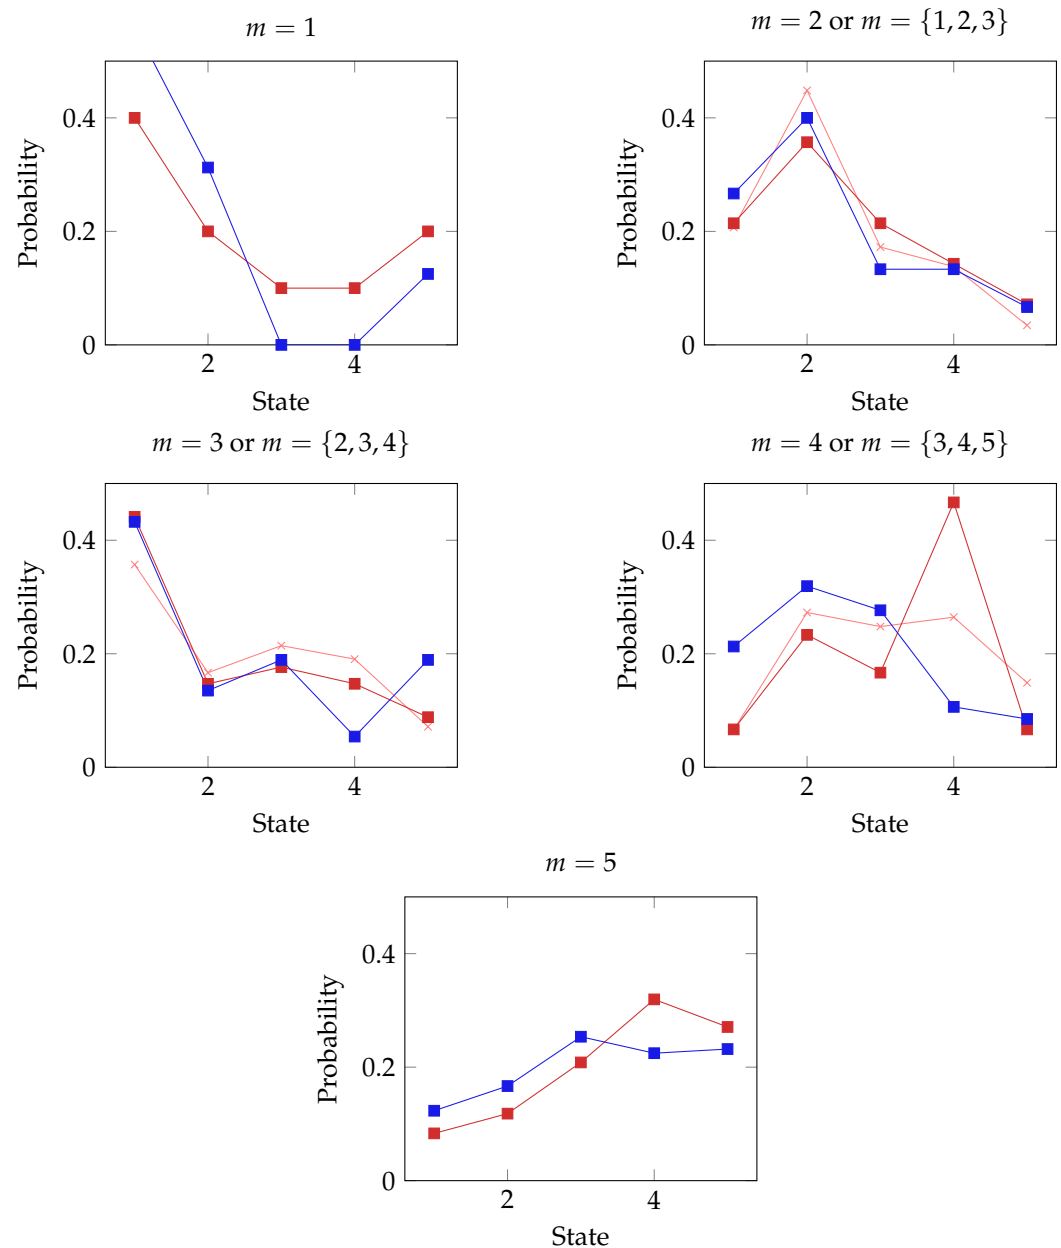 m = 1
m = 2 or m = {1, 2, 3}
0.4
0.2
0
Probability
2
4
State
0.4
0.2
0
Probability
2
4
State
m = 3 or m = {2, 3, 4}
m = 4 or m = {3, 4, 5}
0.4
0.2
0
Probability
2
4
State
0.4
0.2
0
Probability
2
4
State
m = 5
0.4
0.2
0
Probability
2
4
State